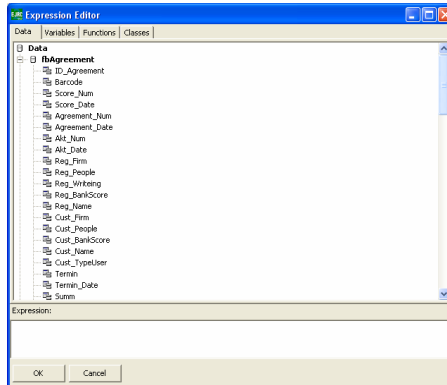 Expression Editor
Data Variables Functions Classes
Data
fbAgreement
ID_Agreement
Barcode
Score_Num
Score_Date
Agreement_Num
Agreement_Date
Akt_Num
Akt_Date
Reg_Firm
Reg_People
Reg_Writeing
Reg_BankScore
Reg_Name
Cust_Firm
Cust_People
Cust_BankScore
Cust_Name
Cust_TypeUser
Termin
Termin_Date
Summ
Expression:
OK Cancel